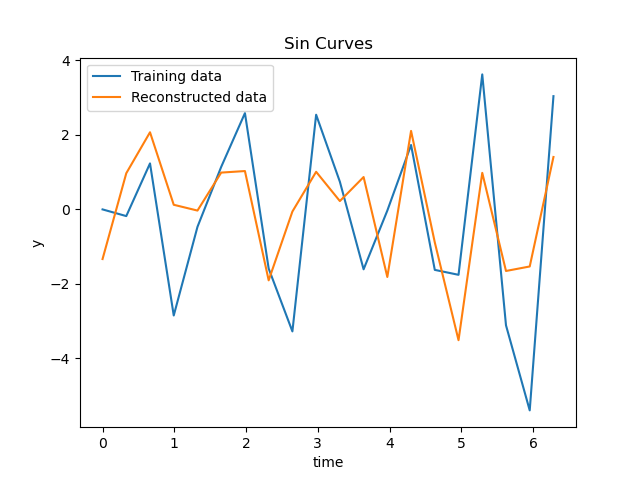 Sin Curves
Training data
Reconstructed data
y
4
2
0
−2
−4
0 1 2 3 4 5 6
time